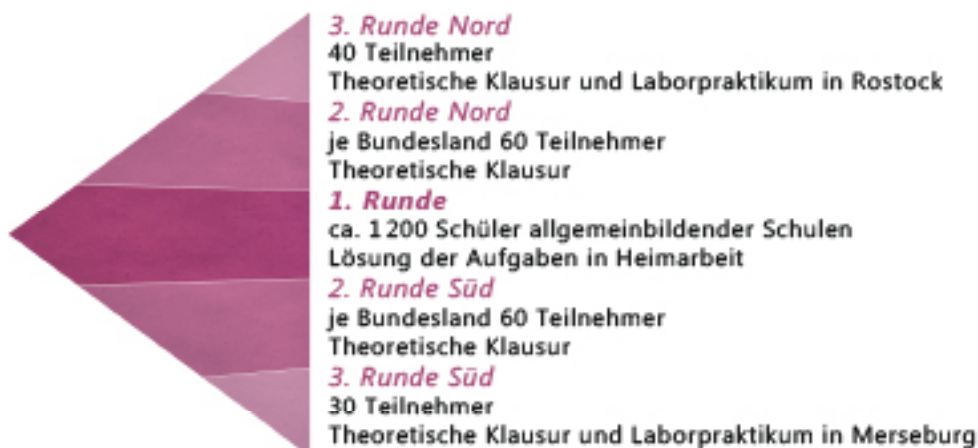 3. Runde Nord
40 Teilnehmer
Theoretische Klausur und Laborpraktikum in Rostock
2. Runde Nord
je Bundesland 60 Teilnehmer
Theoretische Klausur
1. Runde
ca. 1200 Schüler allgemeinbildender Schulen
Lösung der Aufgaben in Heimarbeit
2. Runde Süd
je Bundesland 60 Teilnehmer
Theoretische Klausur
3. Runde Süd
30 Teilnehmer
Theoretische Klausur und Laborpraktikum in Merseburg